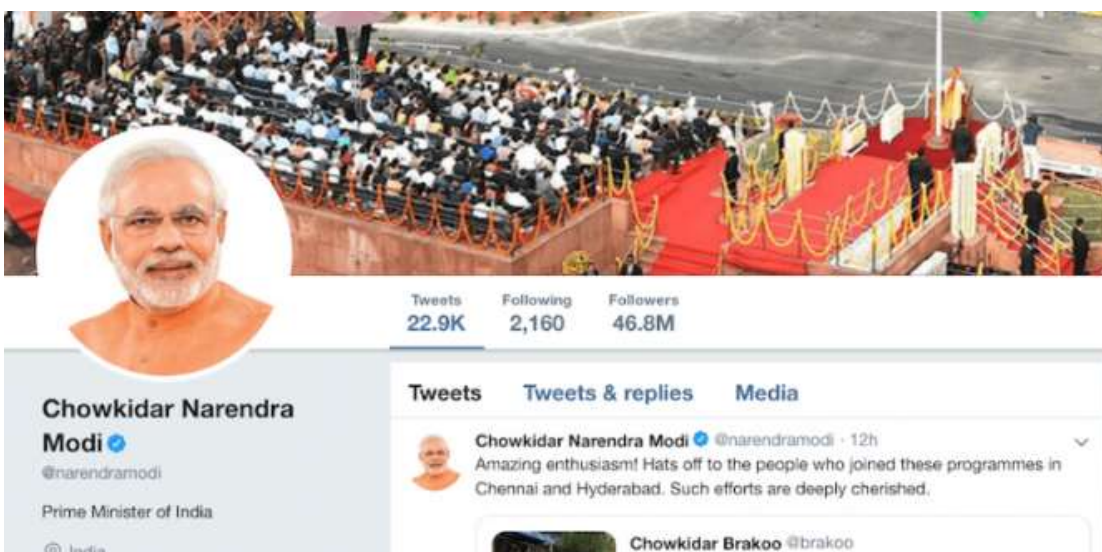 Tweets Following Followers
22.9K 2,160 46.8M
Chowkidar Narendra
Modi
@narendramodi
Prime Minister of India
India
Tweets Tweets & replies Media
Chowkidar Narendra Modi @narendramodi · 12h
Amazing enthusiasm! Hats off to the people who joined these programmes in
Chennai and Hyderabad. Such efforts are deeply cherished.
Chowkidar Brakoo @brakoo